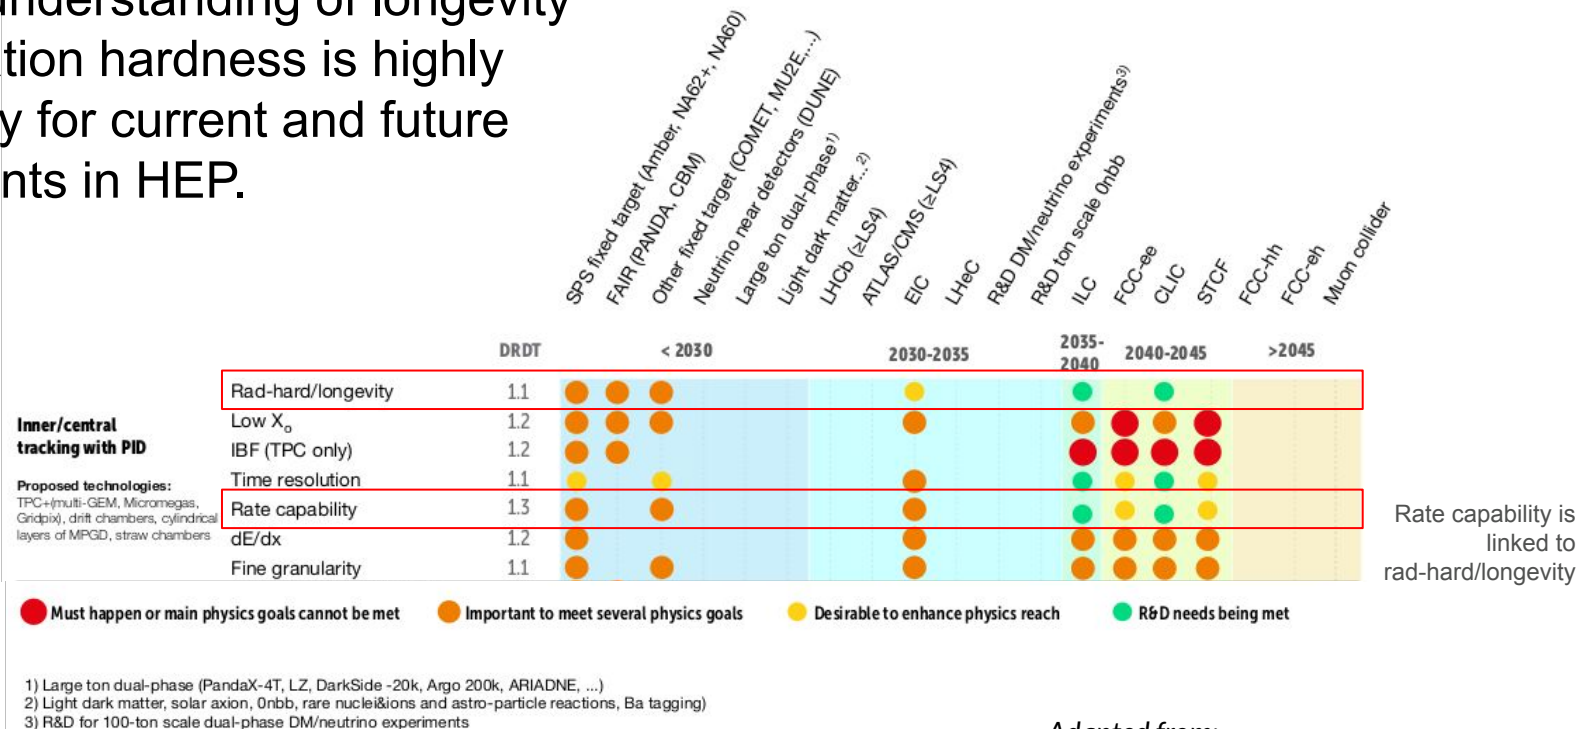 understanding of longevity
tion hardness is highly
y for current and future
nts in HEP.
SPS fixed target (Amber, NA62+, NA60)
FAIR (PANDA, CBM)
Other fixed target (COMET, MU2E,...)
Neutrino near detectors (DUNE)
Large ton dual-phase1)
Light dark matter...2)
LHCb (≥LS4)
ATLAS/CMS (≥LS4)
EIC
LHeC
R&D DM/neutrino experiments3)
R&D ton scale 0nbb
ILC
FCC-ee
CLIC
STCF
FCC-hh
FCC-eh
Muon collider
DRDT < 2030 2030-2035 2035-2040 2040-2045 >2045
Rad-hard/longevity 1.1
Low Xo 1.2
IBF (TPC only) 1.2
Time resolution 1.1
Rate capability 1.3
dE/dx 1.2
Fine granularity 1.1
Inner/central
tracking with PID
Proposed technologies:
TPC+(multi-GEM, Micromegas,
Gridpix), drift chambers, cylindrical
layers of MPGD, straw chambers
Rate capability is
linked to
rad-hard/longevity
Must happen or main physics goals cannot be met Important to meet several physics goals Desirable to enhance physics reach R&D needs being met
1) Large ton dual-phase (PandaX-4T, LZ, DarkSide -20k, Argo 200k, ARIADNE, ...)
2) Light dark matter, solar axion, 0nbb, rare nuclei&ions and astro-particle reactions, Ba tagging)
3) R&D for 100-ton scale dual-phase DM/neutrino experiments
Adapted from: